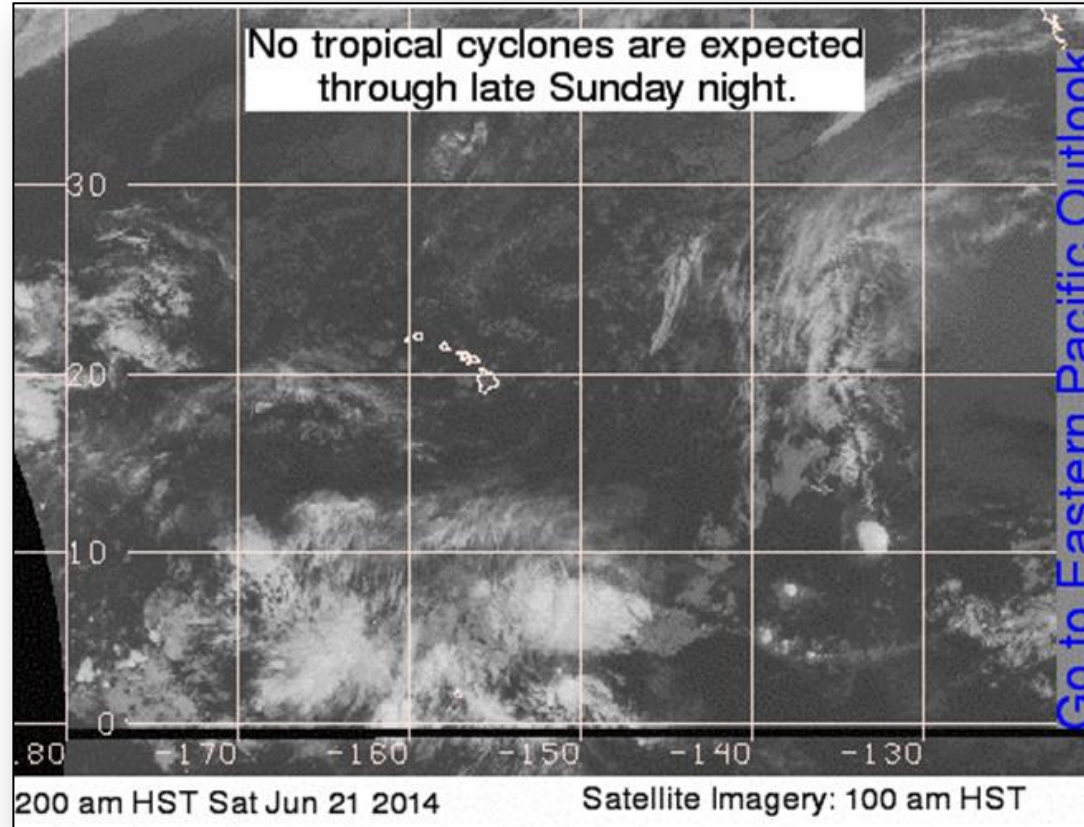 No tropical cyclones are expected
through late Sunday night.
30
20
10
0
.80 -170 -160 -150 -140 -130
Go to Eastern Pacific Outlook
200 am HST Sat Jun 21 2014
Satellite Imagery: 100 am HST